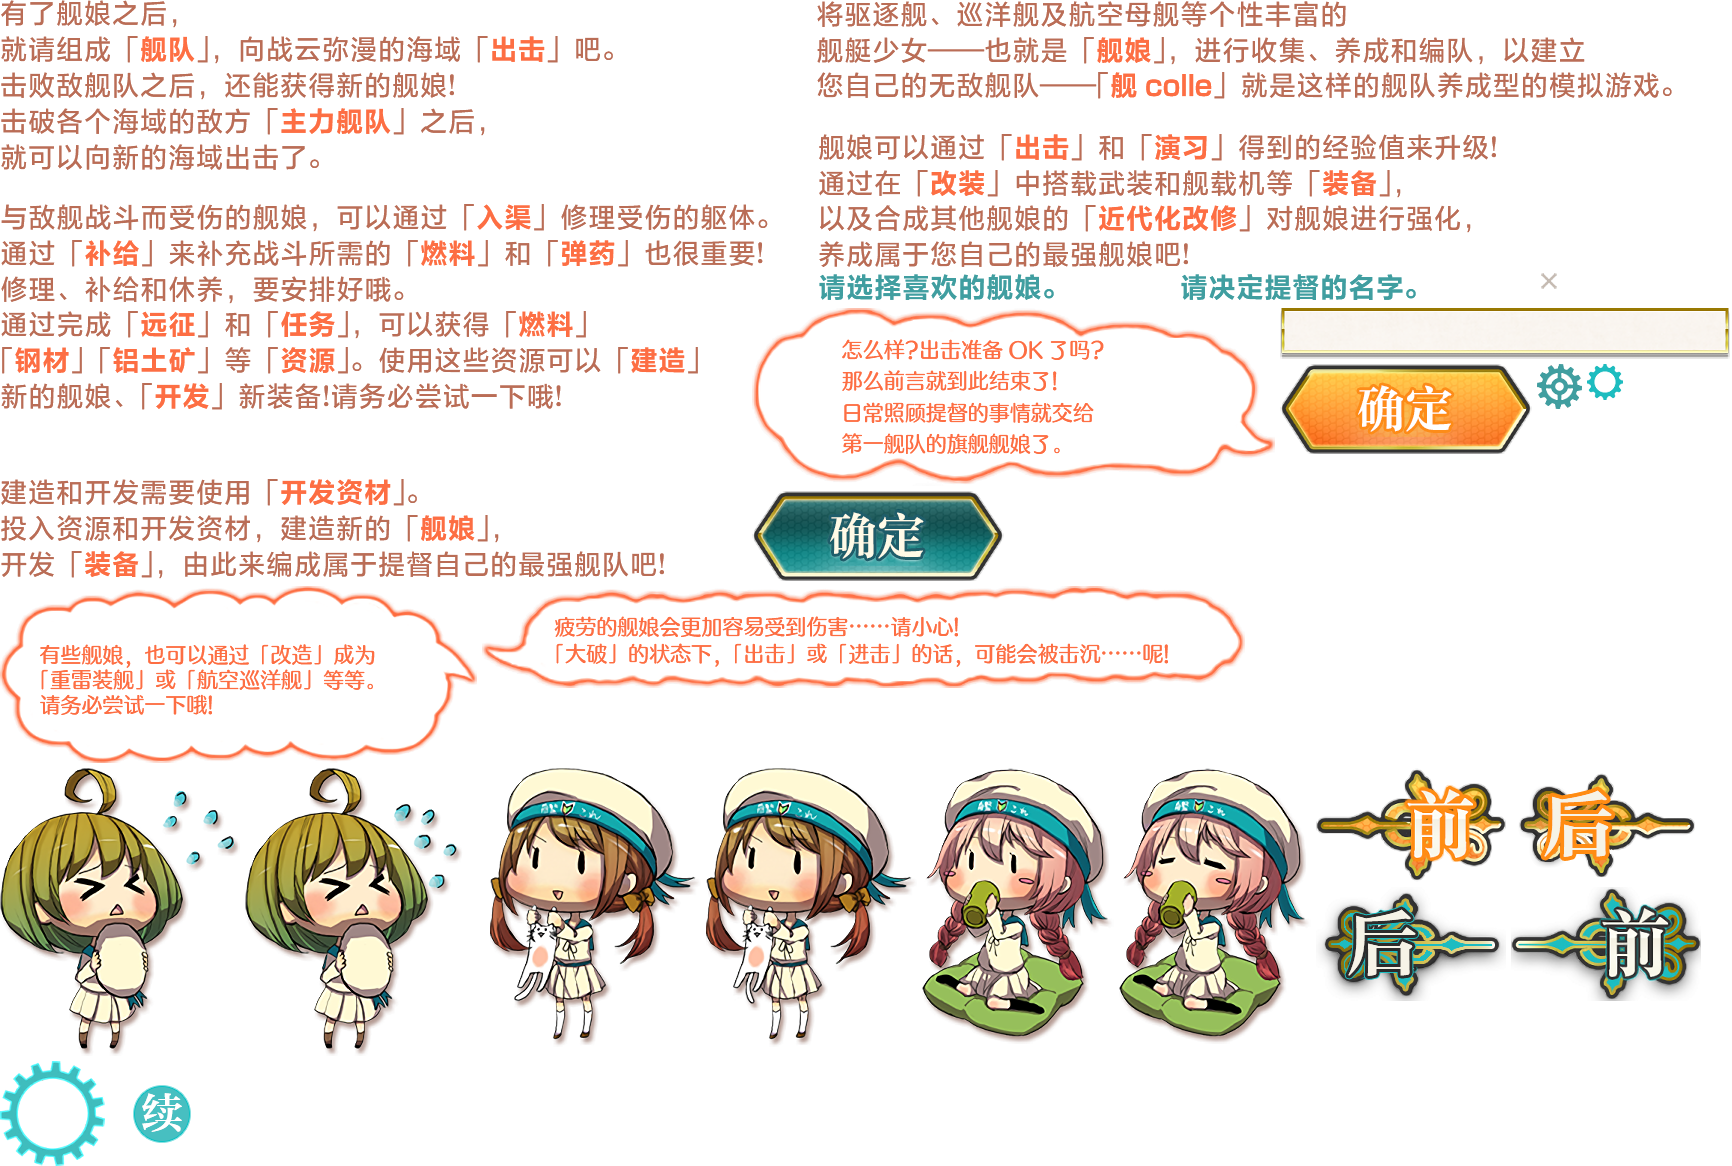 有了舰娘之后，
就请组成「舰队」，向战云弥漫的海域「出击」吧。
击败敌舰队之后，还能获得新的舰娘!
击破各个海域的敌方「主力舰队」之后，
就可以向新的海域出击了。
与敌舰战斗而受伤的舰娘，可以通过「入渠」修理受伤的躯体。
通过「补给」来补充战斗所需的「燃料」和「弹药」也很重要!
修理、补给和休养，要安排好哦。
通过完成「远征」和「任务」，可以获得「燃料」
「钢材」「铝土矿」等「资源」。使用这些资源可以「建造」
新的舰娘、「开发」新装备!请务必尝试一下哦!
建造和开发需要使用「开发资材」。
投入资源和开发资材，建造新的「舰娘」，
开发「装备」，由此来编成属于提督自己的最强舰队吧!
将驱逐舰、巡洋舰及航空母舰等个性丰富的
舰艇少女——也就是「舰娘」，进行收集、养成和编队，以建立
您自己的无敌舰队——「舰 colle」就是这样的舰队养成型的模拟游戏。
舰娘可以通过「出击」和「演习」得到的经验值来升级!
通过在「改装」中搭载武装和舰载机等「装备」，
以及合成其他舰娘的「近代化改修」对舰娘进行强化，
养成属于您自己的最强舰娘吧!
请选择喜欢的舰娘。
请决定提督的名字。
怎么样?出击准备 OK 了吗?
那么前言就到此结束了!
日常照顾提督的事情就交给
第一舰队的旗舰舰娘了。
确定
确定
有些舰娘，也可以通过「改造」成为
「重雷装舰」或「航空巡洋舰」等等。
请务必尝试一下哦!
疲劳的舰娘会更加容易受到伤害……请小心!
「大破」的状态下，「出击」或「进击」的话，可能会被击沉……呢!
艦これ
艦これ
艦これ
艦これ
前
后
后
前
续